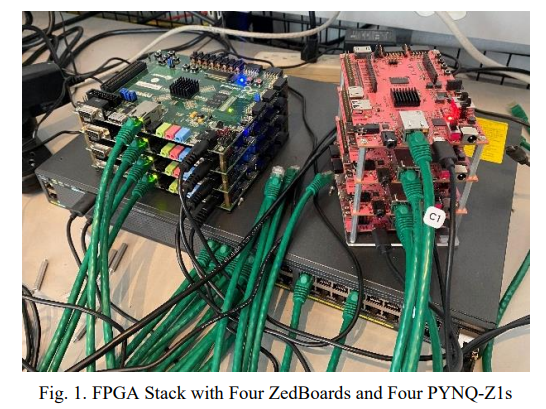 C1
Fig. 1. FPGA Stack with Four ZedBoards and Four PYNQ-Z1s